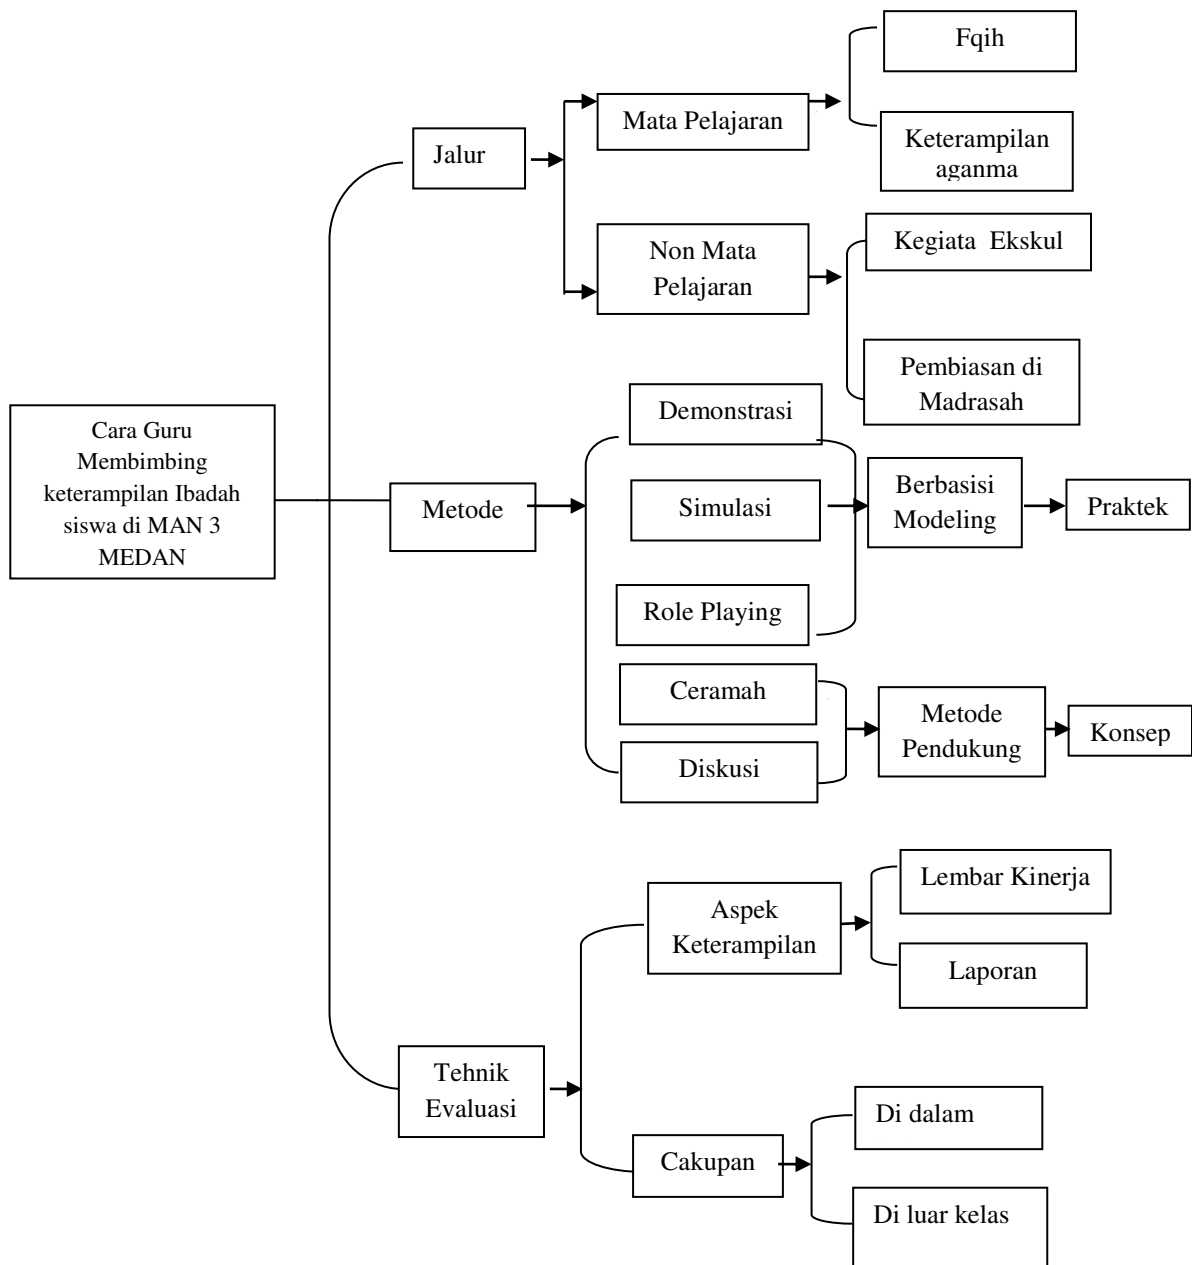 Fqih
Mata Pelajaran
Keterampilan
aganma
Jalur
Non Mata
Pelajaran
Kegiata Ekskul
Pembiasan di
Madrasah
Cara Guru
Membimbing
keterampilan Ibadah
siswa di MAN 3
MEDAN
Metode
Demonstrasi
Simulasi
Role Playing
Berbasisi
Modeling
Praktek
Ceramah
Diskusi
Metode
Pendukung
Konsep
Tehnik
Evaluasi
Aspek
Keterampilan
Lembar Kinerja
Laporan
Cakupan
Di dalam
Di luar kelas